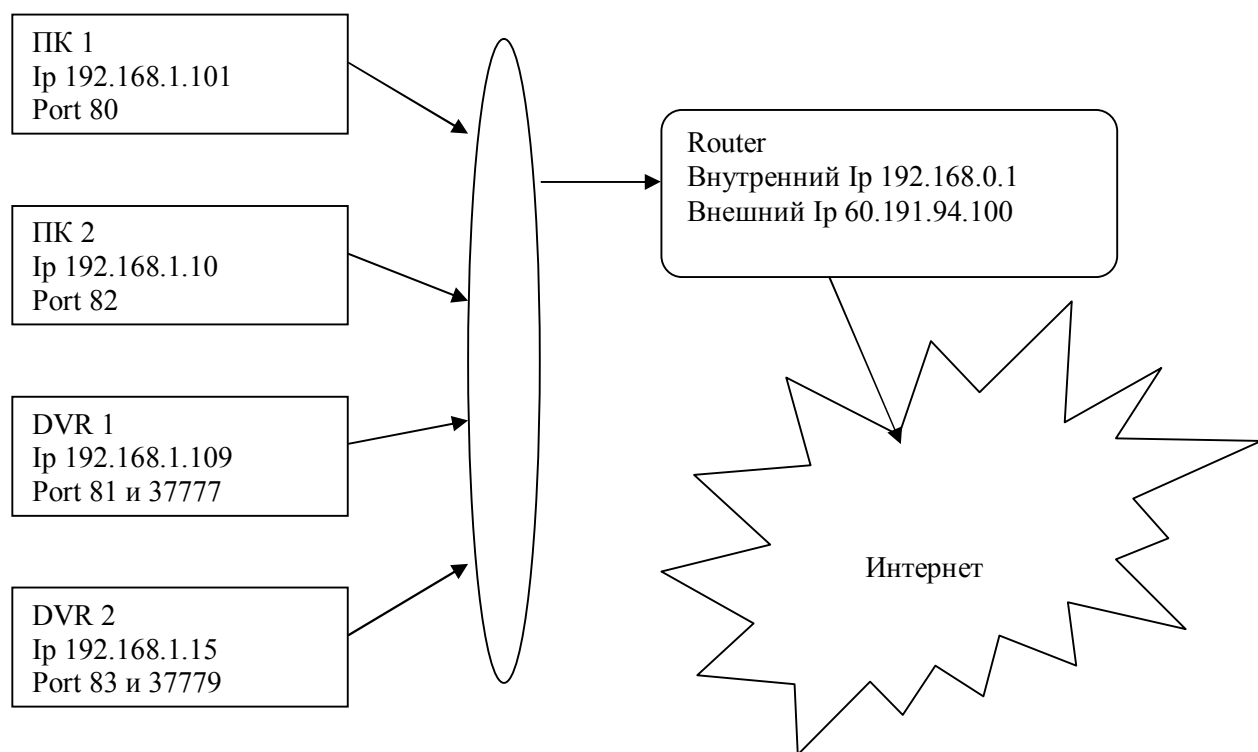 ПК 1
Ip 192.168.1.101
Port 80
ПК 2
Ip 192.168.1.10
Port 82
DVR 1
Ip 192.168.1.109
Port 81 и 37777
DVR 2
Ip 192.168.1.15
Port 83 и 37779
Router
Внутренний Ip 192.168.0.1
Внешний Ip 60.191.94.100
Интернет